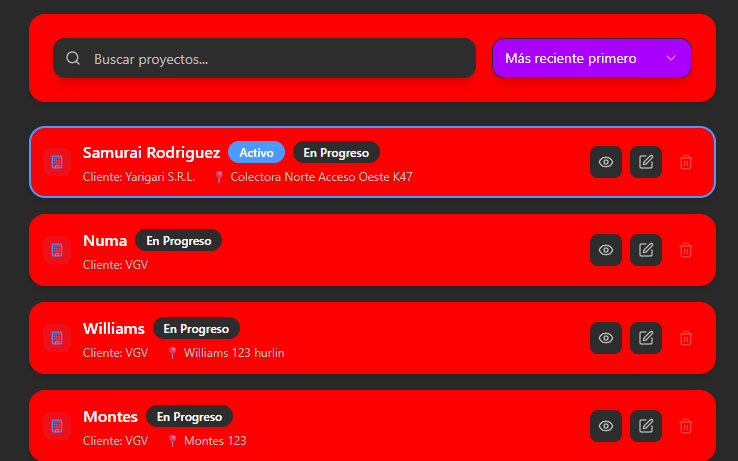 Buscar proyectos...
Más reciente primero
Samurai Rodriguez Activo En Progreso
Cliente: Yarigari S.R.L. Colectora Norte Acceso Oeste K47
Numa En Progreso
Cliente: VGV
Williams En Progreso
Cliente: VGV Williams 123 hurlin
Montes En Progreso
Cliente: VGV Montes 123